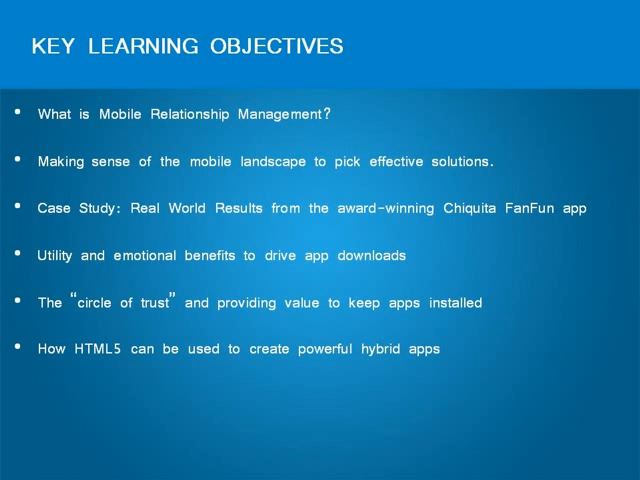 KEY LEARNING OBJECTIVES
• What is Mobile Relationship Management?
• Making sense of the mobile landscape to pick effective solutions.
• Case Study: Real World Results from the award-winning Chiquita FanFun app
• Utility and emotional benefits to drive app downloads
• The “circle of trust” and providing value to keep apps installed
• How HTML5 can be used to create powerful hybrid apps